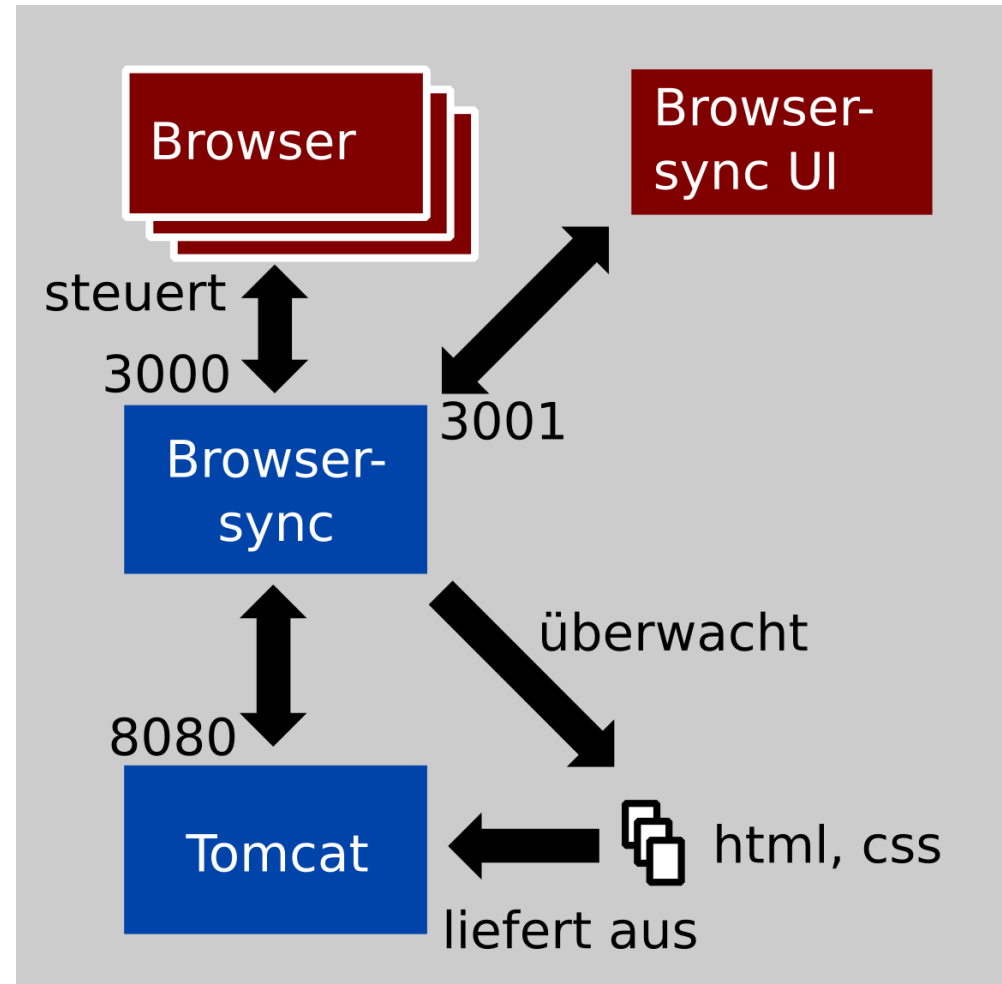 Browser
Browser-
sync UI
steuert
3000
3001
Browser-
sync
überwacht
8080
Tomcat
html, css
liefert aus